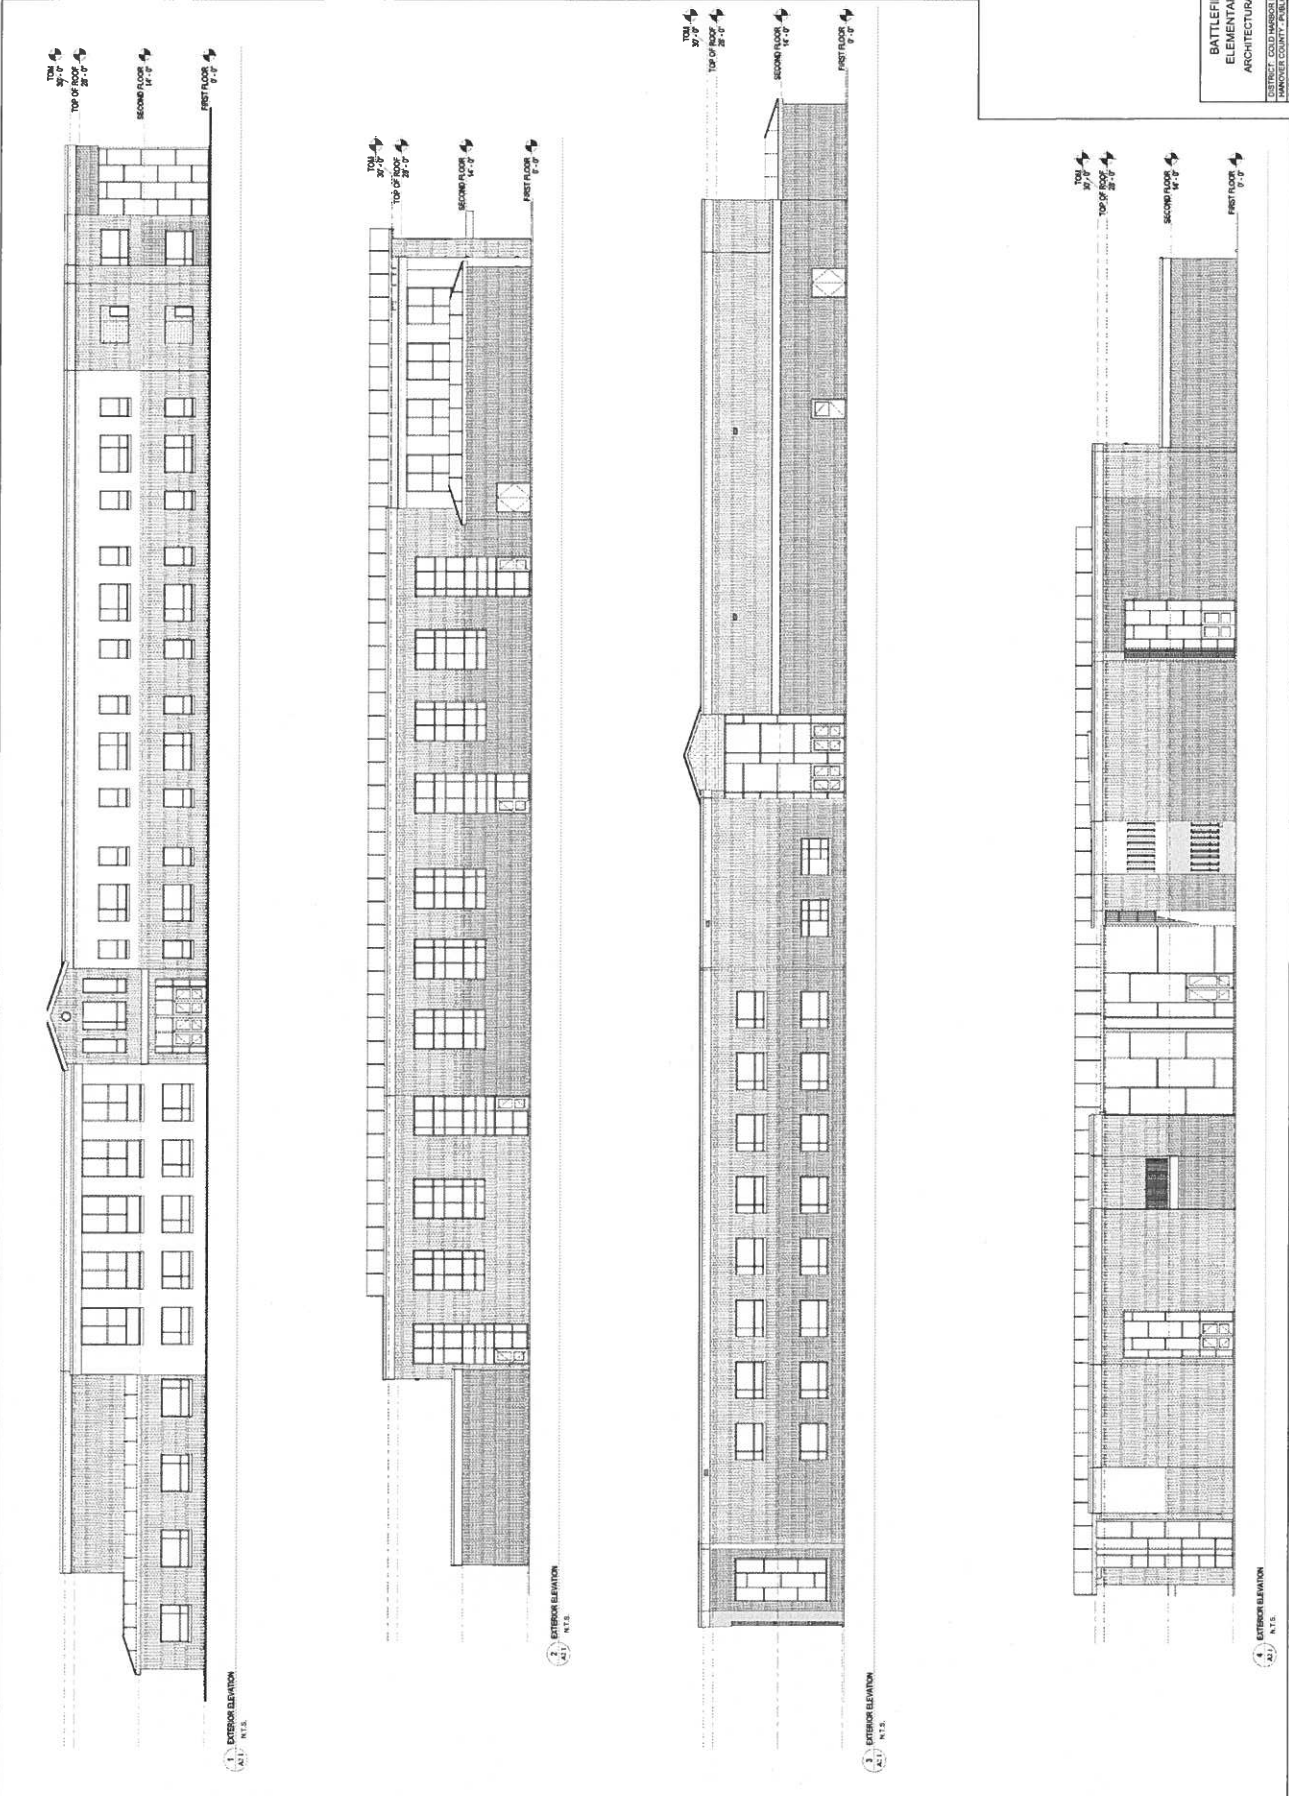 TOM
30'-0"
TOP OF ROOF
28'-0"
SECOND FLOOR
14'-0"
FIRST FLOOR
0'-0"
1
A2.1
EXTERIOR ELEVATION
N.T.S.
TOM
30'-0"
TOP OF ROOF
28'-0"
SECOND FLOOR
14'-0"
FIRST FLOOR
0'-0"
2
A2.1
EXTERIOR ELEVATION
N.T.S.
TOM
30'-0"
TOP OF ROOF
28'-0"
SECOND FLOOR
14'-0"
FIRST FLOOR
0'-0"
3
A2.1
EXTERIOR ELEVATION
N.T.S.
TOM
30'-0"
TOP OF ROOF
28'-0"
SECOND FLOOR
14'-0"
FIRST FLOOR
0'-0"
4
A2.1
EXTERIOR ELEVATION
N.T.S.
BATTLEFI
ELEMENTA
ARCHITECTURA
DISTRICT: COLD HARBOR
HANOVER COUNTY - PUBL